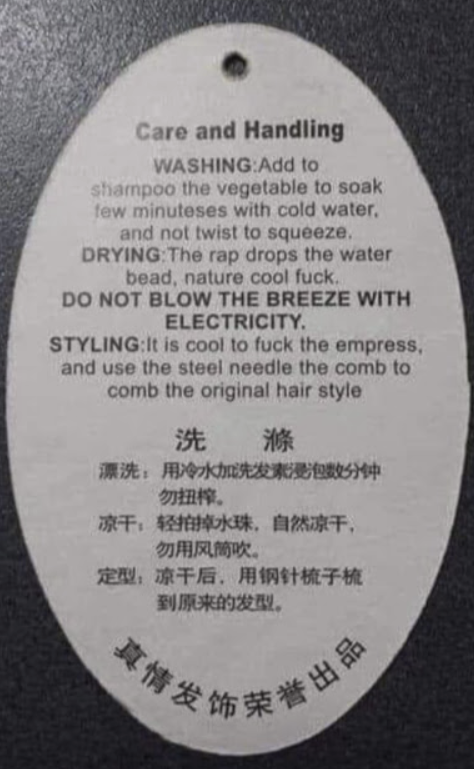 Care and Handling
WASHING:Add to
shampoo the vegetable to soak
few minuteses with cold water,
and not twist to squeeze.
DRYING:The rap drops the water
bead, nature cool fuck.
DO NOT BLOW THE BREEZE WITH
ELECTRICITY.
STYLING:It is cool to fuck the empress,
and use the steel needle the comb to
comb the original hair style
洗 滌
漂洗：用冷水加洗发素浸泡数分钟
勿扭榨。
凉干：轻拍掉水珠，自然凉干，
勿用风筒吹。
定型：凉干后，用钢针梳子梳
到原来的发型。
真情发饰荣誉出品